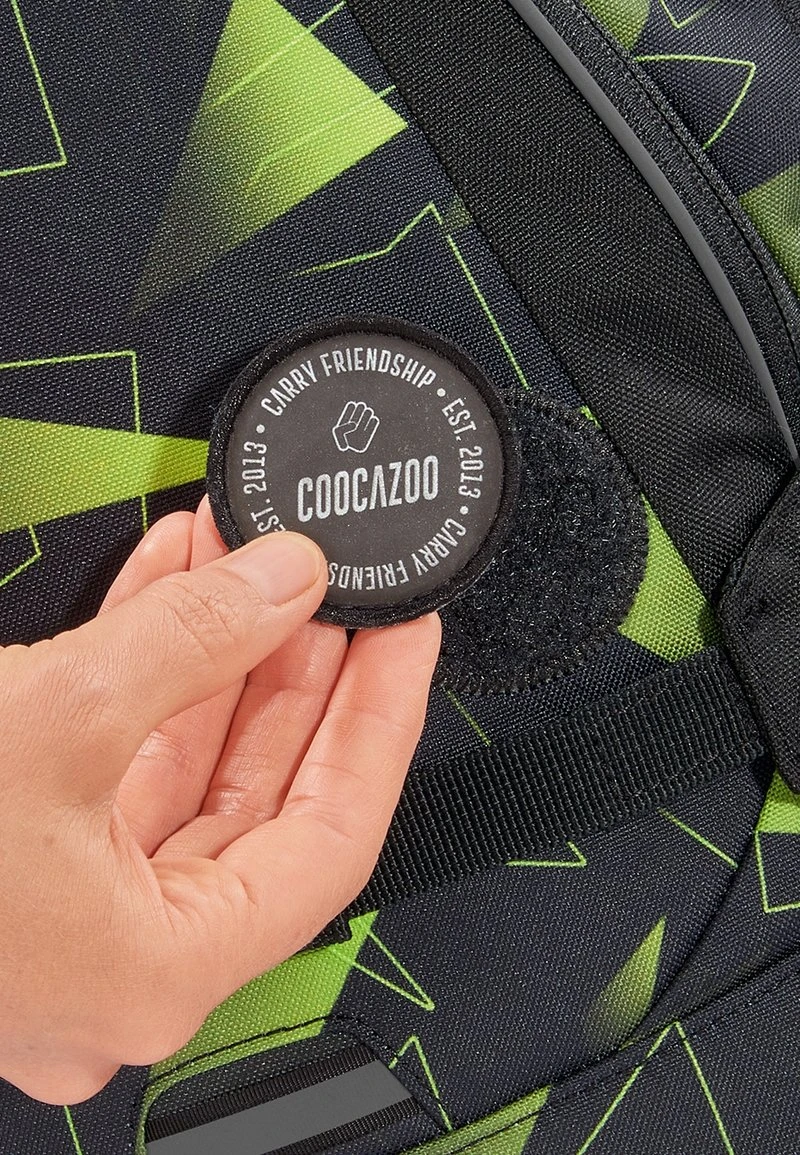 CARRY FRIENDSHIP • EST. 2013 • CARRY FRIENDS
EST. 2013 •
COOCAZOO